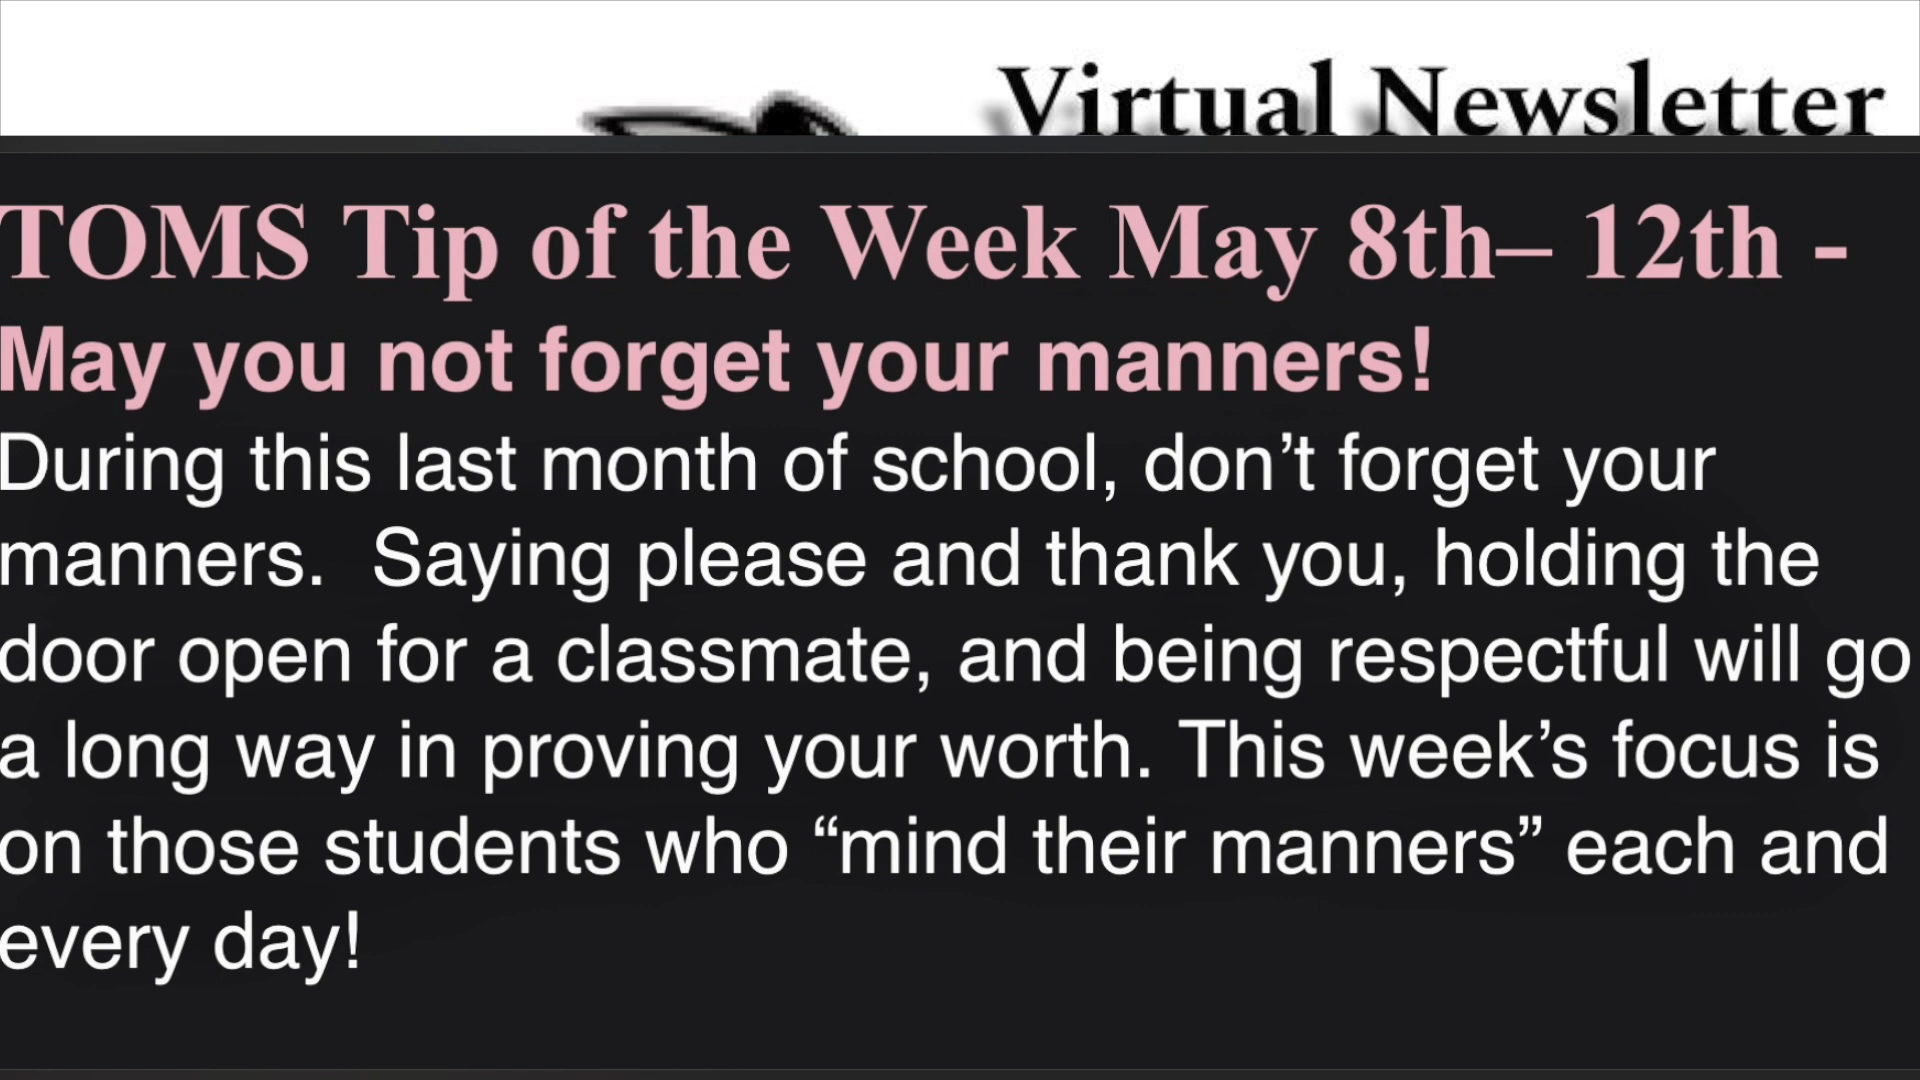 Virtual Newsletter
TOMS Tip of the Week May 8th– 12th -
May you not forget your manners!
During this last month of school, don’t forget your
manners.  Saying please and thank you, holding the
door open for a classmate, and being respectful will go
a long way in proving your worth. This week’s focus is
on those students who “mind their manners” each and
every day!